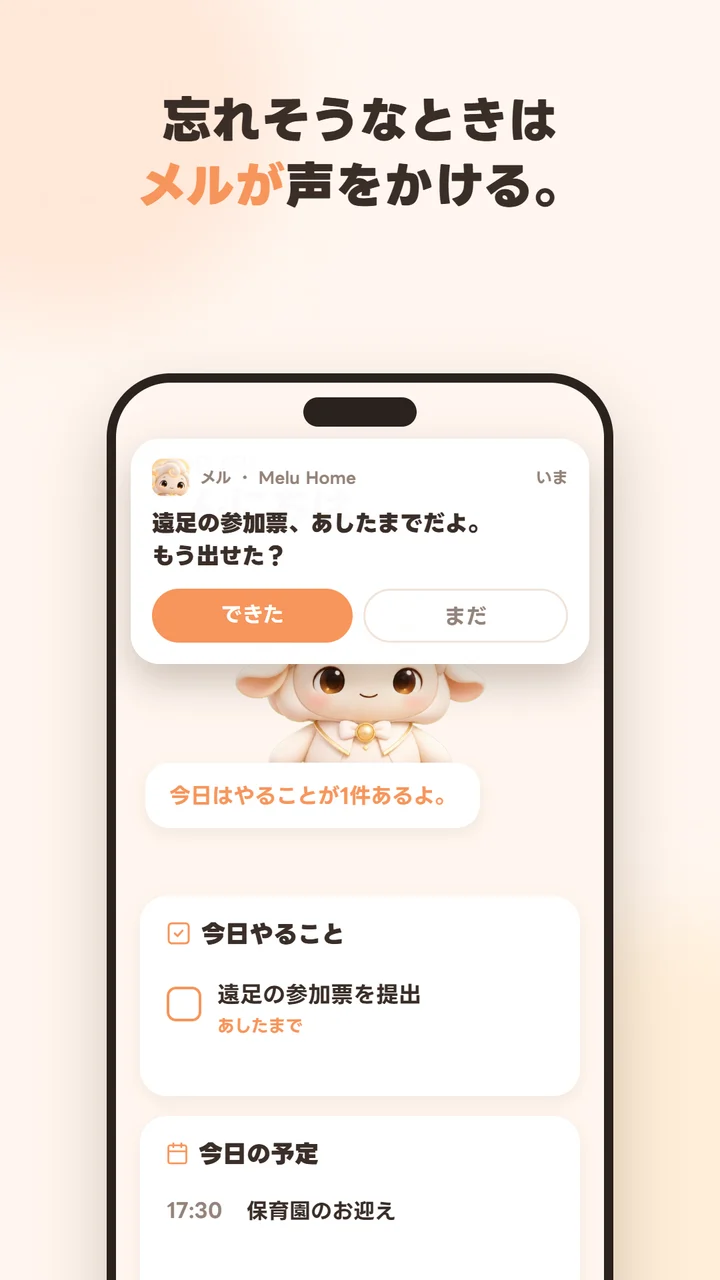 忘れそうなときは
メルが声をかける。
メル ・ Melu Home
いま
遠足の参加票、あしたまでだよ。
もう出せた？
できた
まだ
今日はやることが1件あるよ。
今日やること
遠足の参加票を提出
あしたまで
今日の予定
17:30 保育園のお迎え